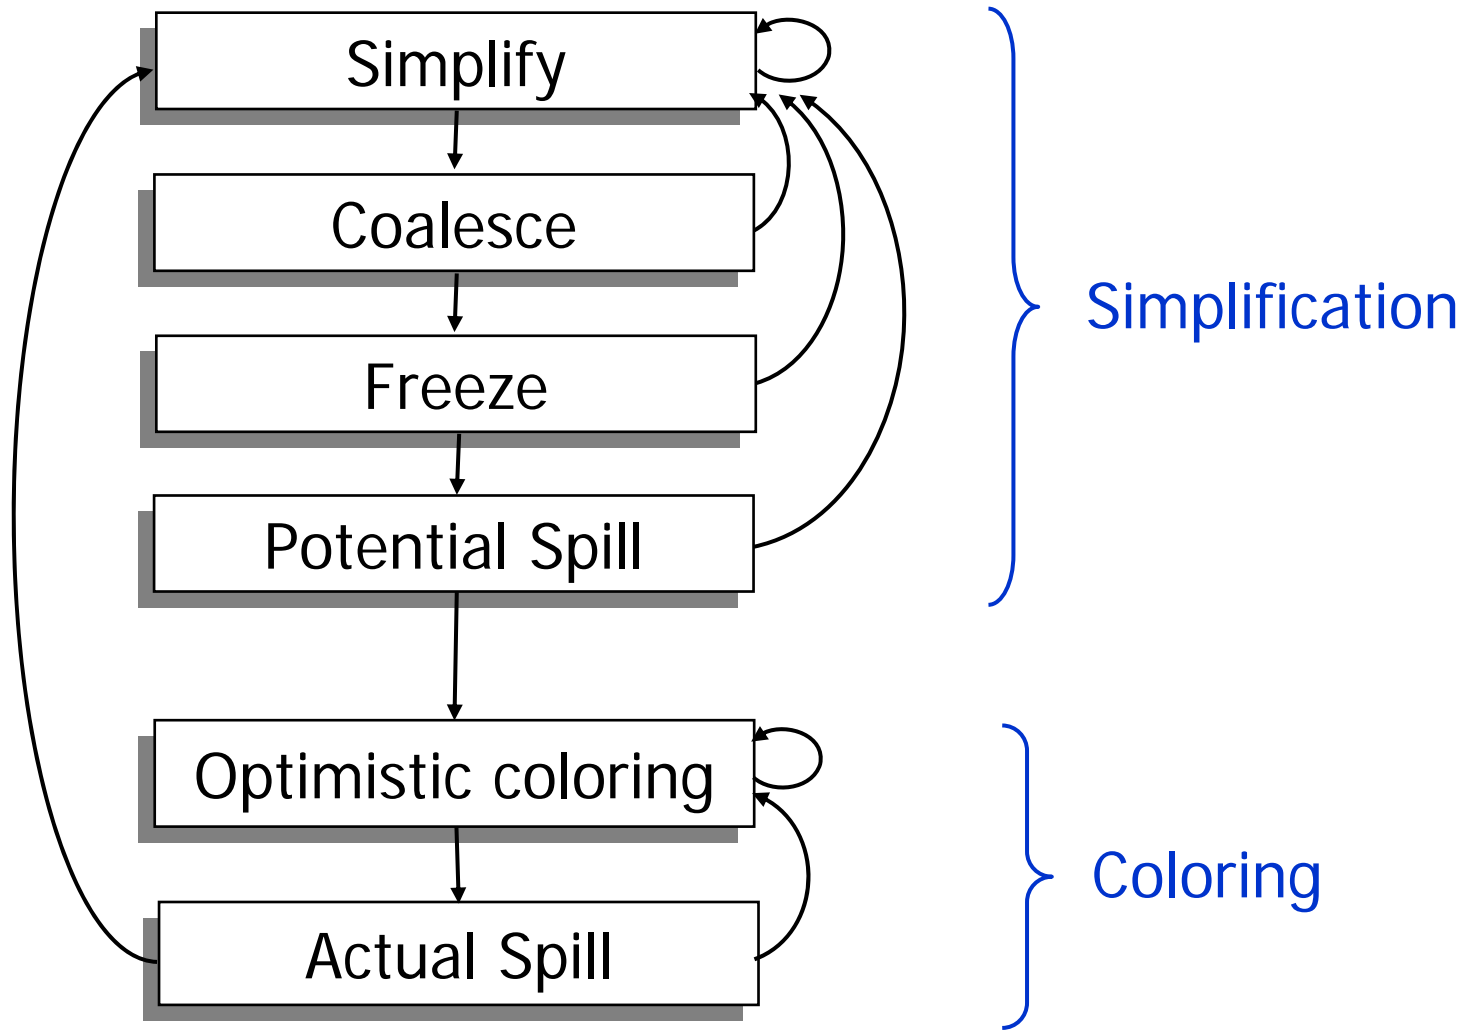 Simplify
Coalesce
Freeze
Potential Spill
Simplification
Optimistic coloring
Actual Spill
Coloring